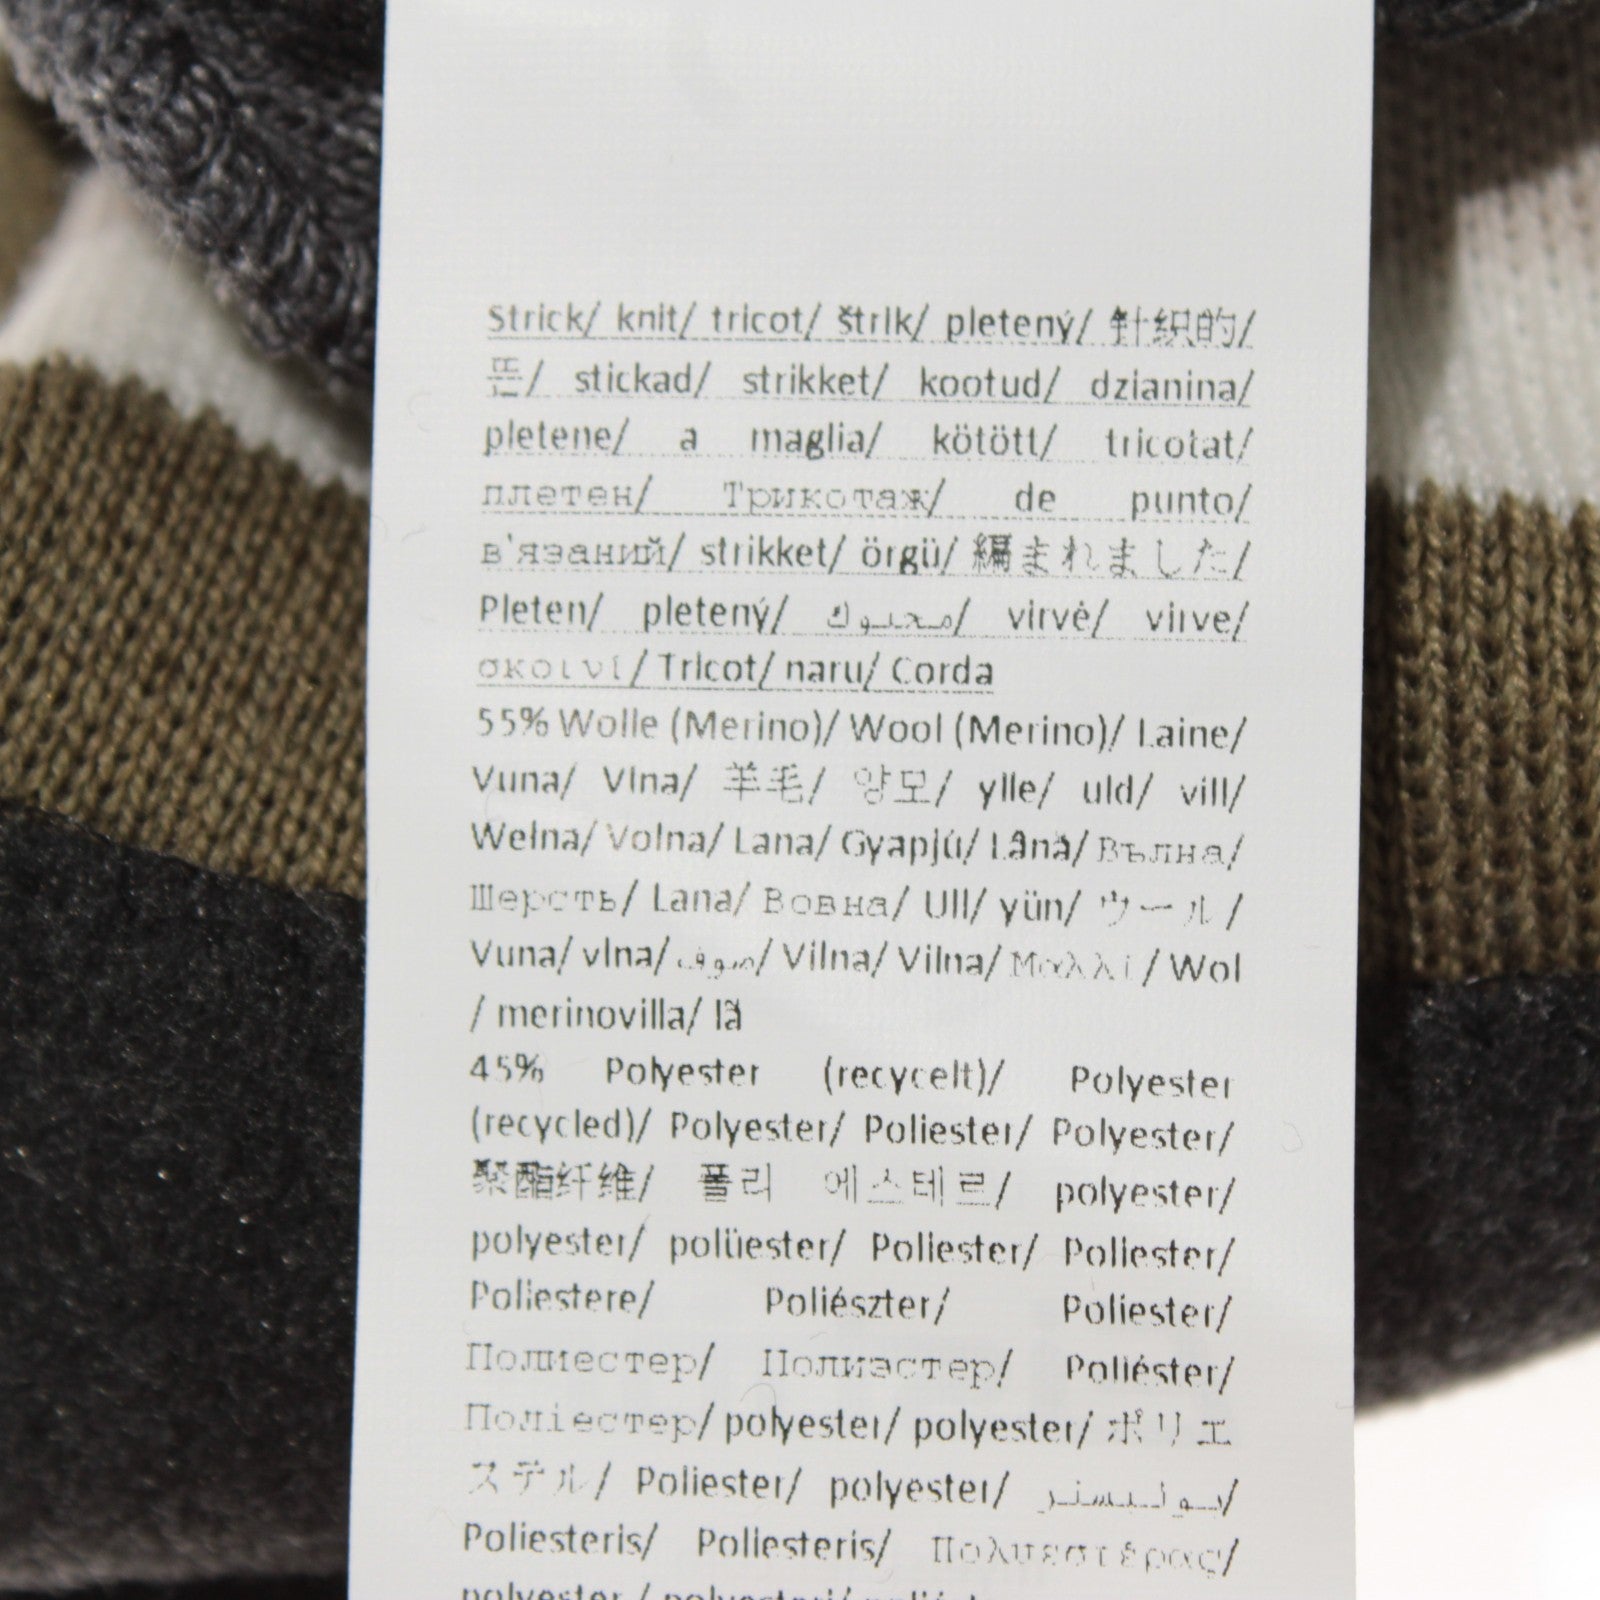 Strick/ knit/ tricot/ štrik/ pletený/ 针织的/
뜬/ stickad/ strikket/ kootud/ dzianina/
pletene/ a maglia/ kötött/ tricotat/
плетен/ Трикотаж/ de punto/
в'язаний/ strikket/ örgü/ 編まれました/
Pleten/ pletený/ محبوك/ virvė/ virve/
σκοινί/ Tricot/ naru/ Corda
55% Wolle (Merino)/ Wool (Merino)/ Laine/
Vuna/ Vlna/ 羊毛/ 양모/ ylle/ uld/ vill/
Wełna/ Volna/ Lana/ Gyapjú/ Lână/ Вълна/
Шерсть/ Lana/ Вовна/ Ull/ yün/ ウール/
Vuna/ vlna/ صوف/ Vilna/ Vilna/ Μαλλί/ Wol
/ merinovilla/ lã
45% Polyester (recycelt)/ Polyester
(recycled)/ Polyester/ Poliester/ Polyester/
聚酯纤维/ 폴리 에스테르/ polyester/
polyester/ polüester/ Poliester/ Poliester/
Poliestere/ Poliészter/ Poliester/
Полиестер/ Полиэстер/ Poliéster/
Поліестер/ polyester/ polyester/ ポリエ
ステル/ Poliester/ polyester/ بوليستر/
Poliesteris/ Poliesteris/ Πολυεστέρας/
polyester / polyesteri/